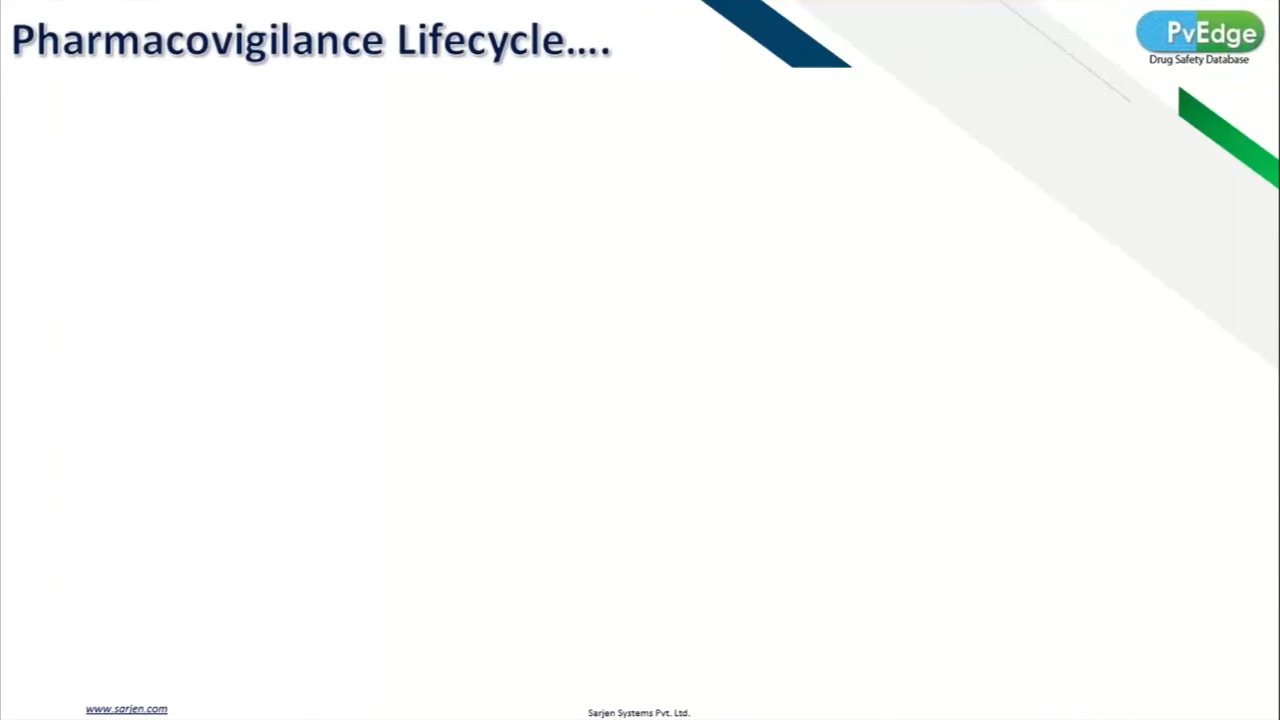 Pharmacovigilance Lifecycle....
PvEdge
Drug Safety Database
www.sarjen.com
Sarjen Systems Pvt. Ltd.